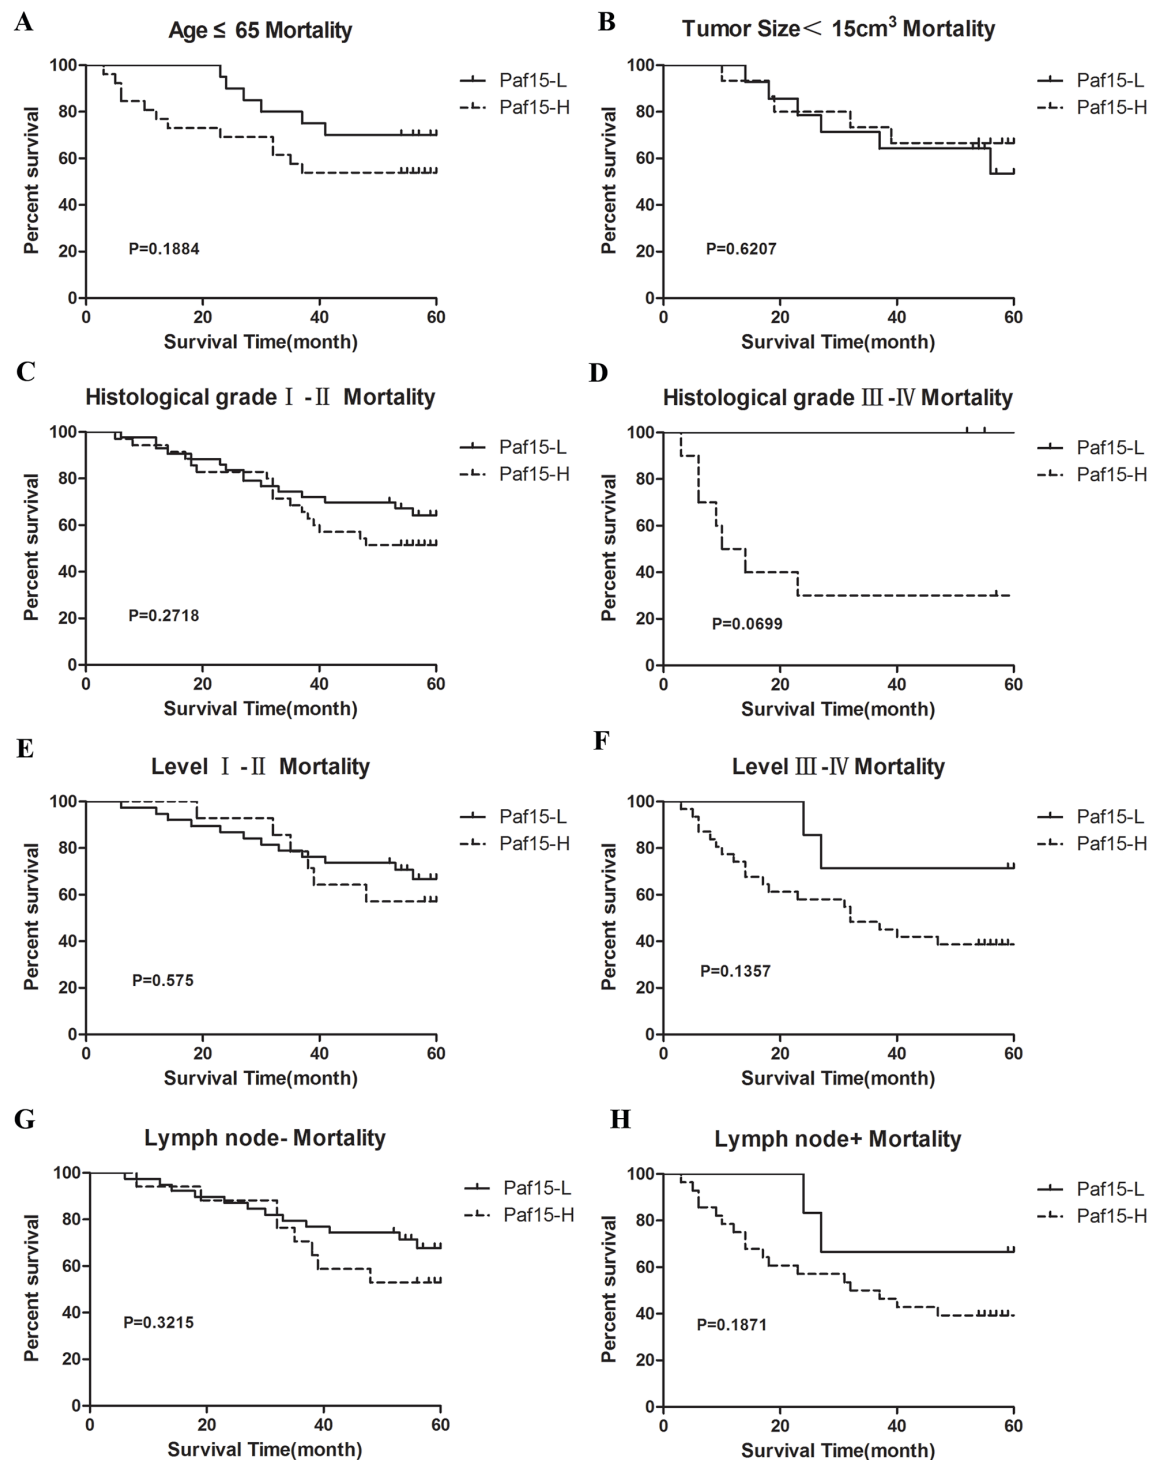 A
Age ≤ 65 Mortality
Percent survival
100
80
60
40
20
0
P=0.1884
0 20 40 60
Survival Time(month)
Paf15-L
Paf15-H
B
Tumor Size< 15cm³ Mortality
Percent survival
100
80
60
40
20
0
P=0.6207
0 20 40 60
Survival Time(month)
Paf15-L
Paf15-H
C
Histological grade Ⅰ -Ⅱ Mortality
Percent survival
100
80
60
40
20
0
P=0.2718
0 20 40 60
Survival Time(month)
Paf15-L
Paf15-H
D
Histological grade Ⅲ-Ⅳ Mortality
Percent survival
100
80
60
40
20
0
P=0.0699
0 20 40 60
Survival Time(month)
Paf15-L
Paf15-H
E
Level Ⅰ -Ⅱ Mortality
Percent survival
100
80
60
40
20
0
P=0.575
0 20 40 60
Survival Time(month)
Paf15-L
Paf15-H
F
Level Ⅲ-Ⅳ Mortality
Percent survival
100
80
60
40
20
0
P=0.1357
0 20 40 60
Survival Time(month)
Paf15-L
Paf15-H
G
Lymph node- Mortality
Percent survival
100
80
60
40
20
0
P=0.3215
0 20 40 60
Survival Time(month)
Paf15-L
Paf15-H
H
Lymph node+ Mortality
Percent survival
100
80
60
40
20
0
P=0.1871
0 20 40 60
Survival Time(month)
Paf15-L
Paf15-H